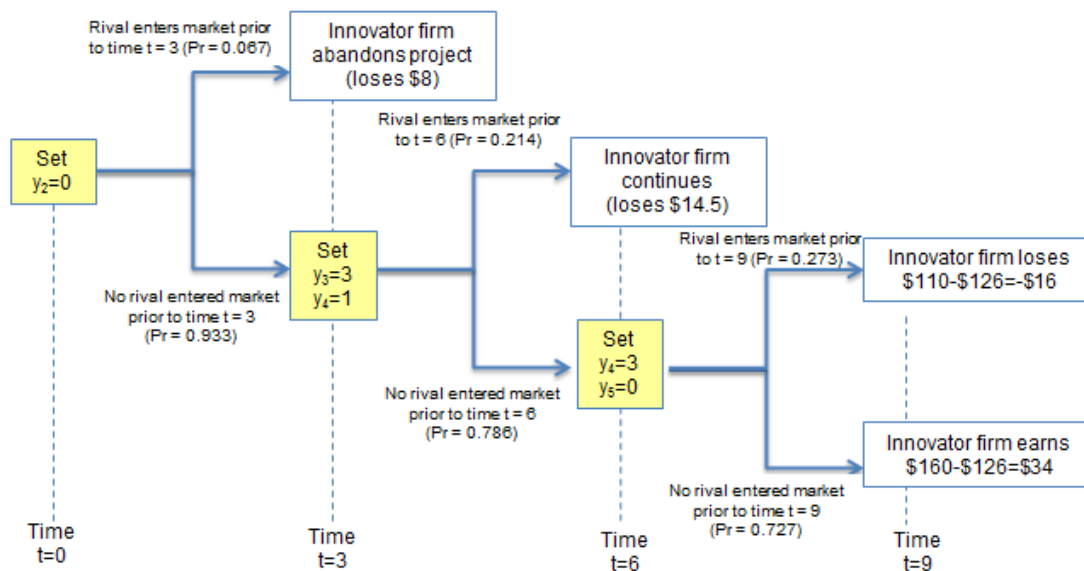 Rival enters market prior
to time t = 3 (Pr = 0.067)
Innovator firm
abandons project
(loses $8)
Rival enters market prior
to t = 6 (Pr = 0.214)
Set
y₂=0
Innovator firm
continues
(loses $14.5)
Set
y₃=3
y₄=1
Rival enters market prior
to t = 9 (Pr = 0.273)
Innovator firm loses
$110-$126=-$16
No rival entered market
prior to time t = 3
(Pr = 0.933)
Set
y₄=3
y₅=0
No rival entered market
prior to time t = 6
(Pr = 0.786)
Innovator firm earns
$160-$126=$34
No rival entered market
prior to time t = 9
(Pr = 0.727)
Time
t=0
Time
t=3
Time
t=6
Time
t=9